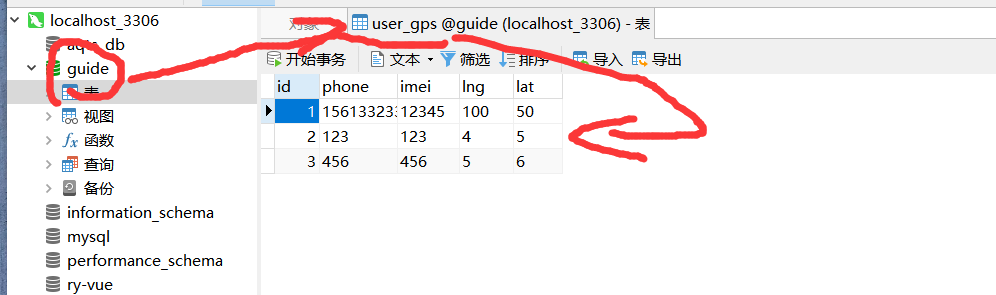 localhost_3306
对象
user_gps @guide (localhost_3306) - 表
guide
开始事务
文本
筛选
排序
导入
导出
表
视图
函数
查询
备份
information_schema
mysql
performance_schema
ry-vue
id phone imei lng lat
1 156133233 12345 100 50
2 123 123 4 5
3 456 456 5 6